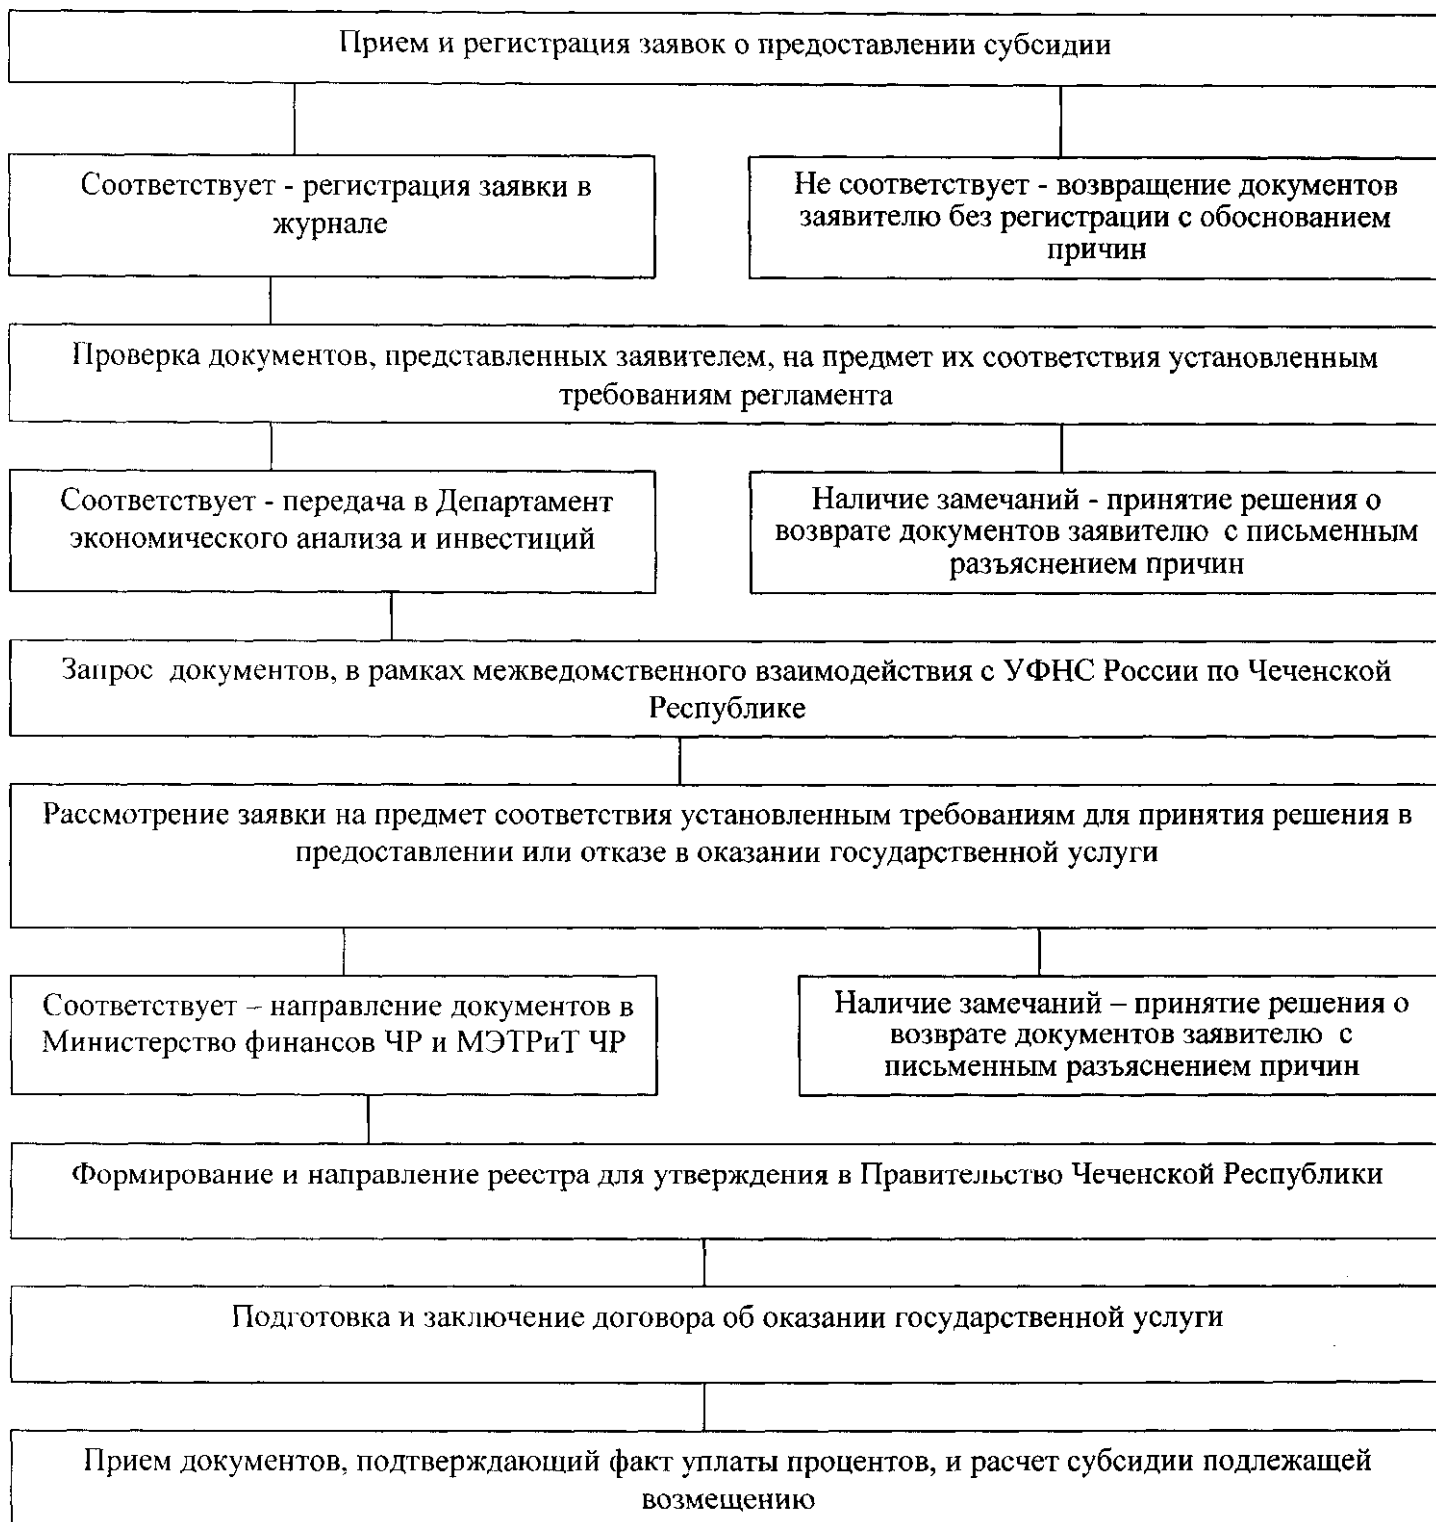 Прием и регистрация заявок о предоставлении субсидии
Соответствует - регистрация заявки в
журнале
Не соответствует - возвращение документов
заявителю без регистрации с обоснованием
причин
Проверка документов, представленных заявителем, на предмет их соответствия установленным
требованиям регламента
Соответствует - передача в Департамент
экономического анализа и инвестиций
Наличие замечаний - принятие решения о
возврате документов заявителю с письменным
разъяснением причин
Запрос документов, в рамках межведомственного взаимодействия с УФНС России по Чеченской
Республике
Рассмотрение заявки на предмет соответствия установленным требованиям для принятия решения в
предоставлении или отказе в оказании государственной услуги
Соответствует – направление документов в
Министерство финансов ЧР и МЭТРиТ ЧР
Наличие замечаний – принятие решения о
возврате документов заявителю с
письменным разъяснением причин
Формирование и направление реестра для утверждения в Правительство Чеченской Республики
Подготовка и заключение договора об оказании государственной услуги
Прием документов, подтверждающий факт уплаты процентов, и расчет субсидии подлежащей
возмещению